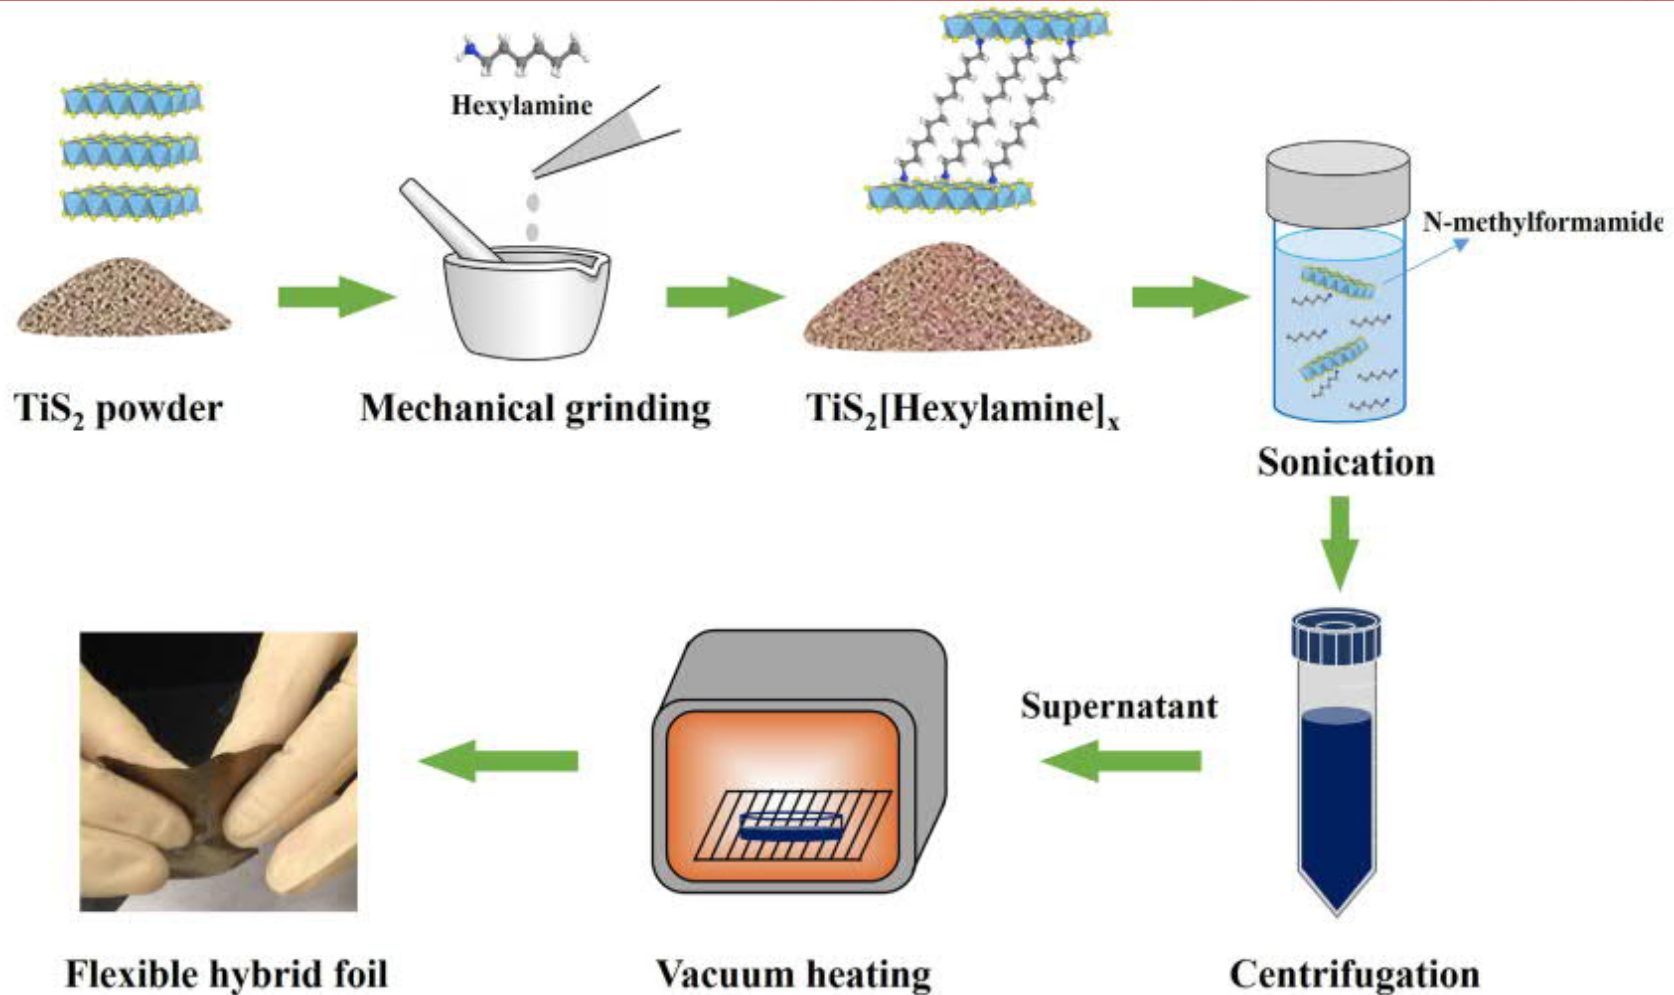 Hexylamine
N-methylformamide
TiS₂ powder
Mechanical grinding
TiS₂[Hexylamine]ₓ
Sonication
Supernatant
Flexible hybrid foil
Vacuum heating
Centrifugation